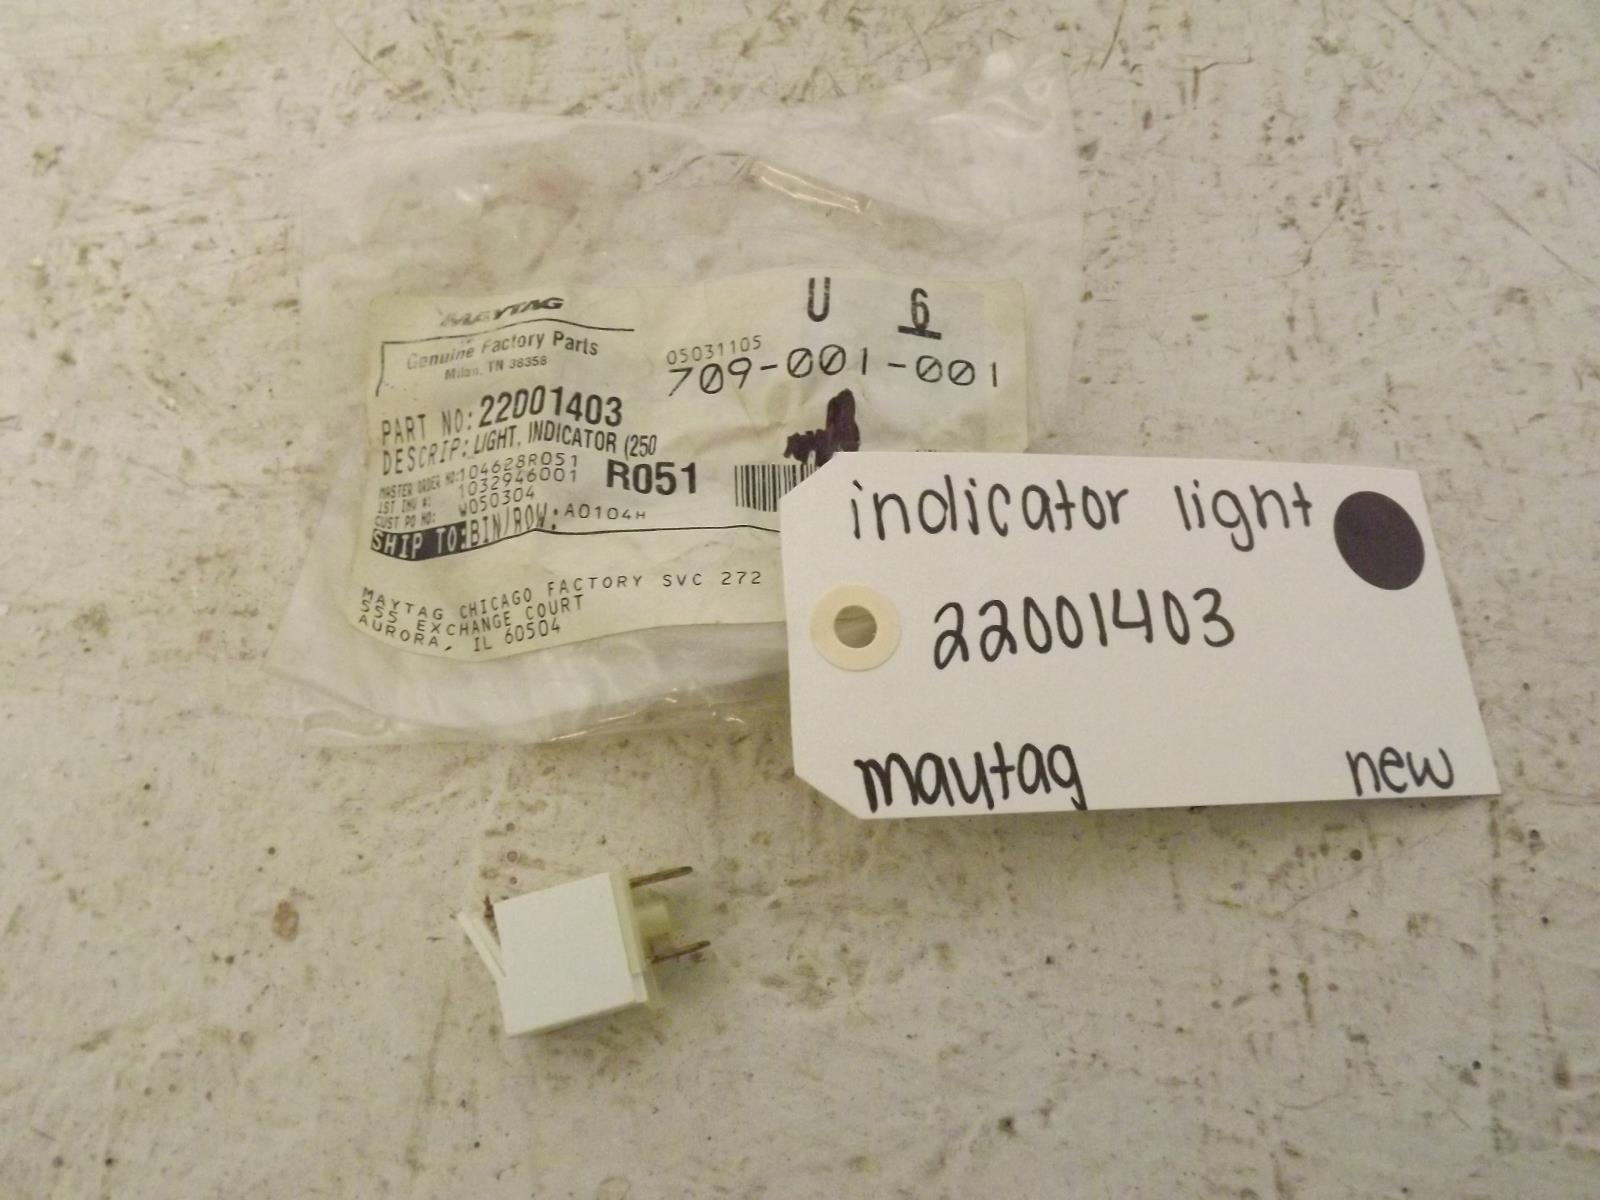 MAYTAG
Genuine Factory Parts
Milan, TN 38358
U 6
05031105
709-001-001
PART NO: 22001403
DESCRIP: LIGHT, INDICATOR (250
MASTER ORDER NO: 104628R051
R051
1ST INV #: 1032946001
CUST PO NO: W050304
SHIP TO: BIN/ROW: A0104H
MAYTAG CHICAGO FACTORY SVC 272
555 EXCHANGE COURT
AURORA, IL 60504
indicator light
22001403
maytag new